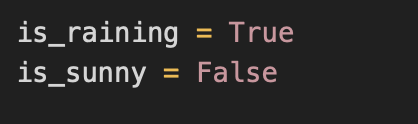 is_raining = True
is_sunny = False